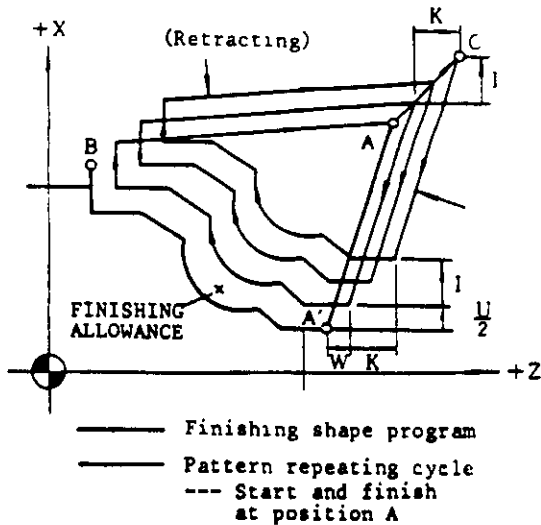 +X
K
C
(Retracting)
I
A
B
I
FINISHING
ALLOWANCE
U/2
A'
W K
+Z
Finishing shape program
Pattern repeating cycle
--- Start and finish
at position A